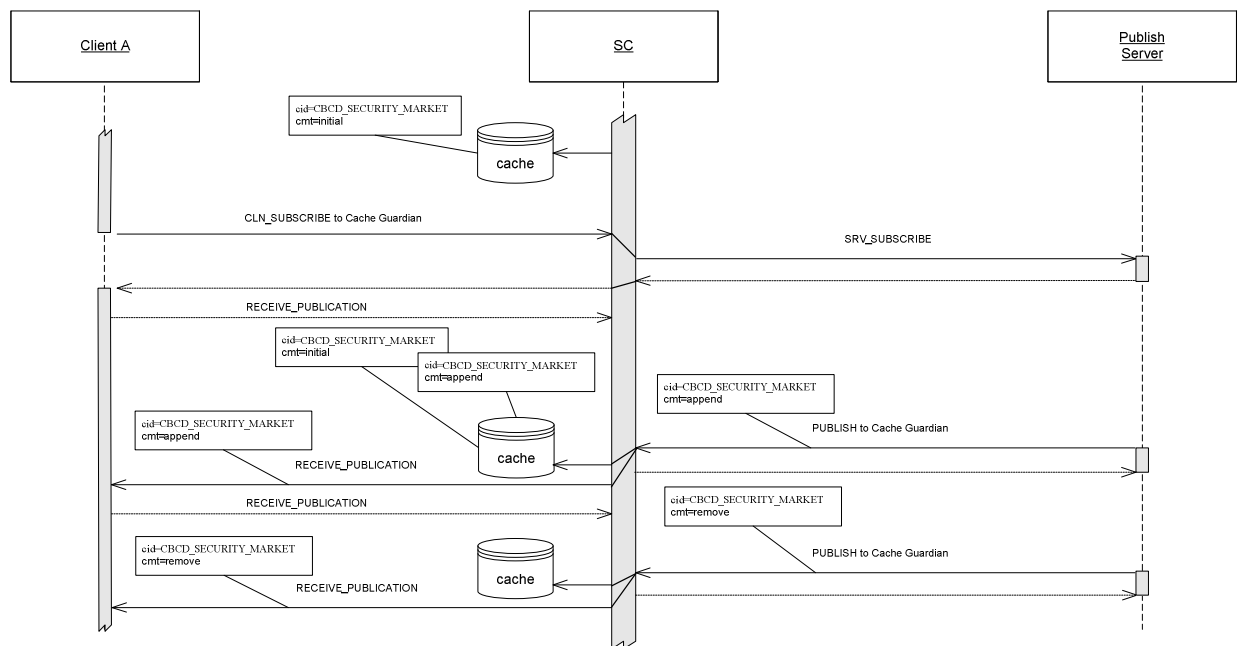 Client A
SC
Publish
Server
cid=CBCD_SECURITY_MARKET
cmt=initial
cache
CLN_SUBSCRIBE to Cache Guardian
SRV_SUBSCRIBE
RECEIVE_PUBLICATION
cid=CBCD_SECURITY_MARKET
cmt=initial
cid=CBCD_SECURITY_MARKET
cmt=append
cid=CBCD_SECURITY_MARKET
cmt=append
cid=CBCD_SECURITY_MARKET
cmt=append
PUBLISH to Cache Guardian
cache
RECEIVE_PUBLICATION
RECEIVE_PUBLICATION
cid=CBCD_SECURITY_MARKET
cmt=remove
cid=CBCD_SECURITY_MARKET
cmt=remove
PUBLISH to Cache Guardian
cache
RECEIVE_PUBLICATION